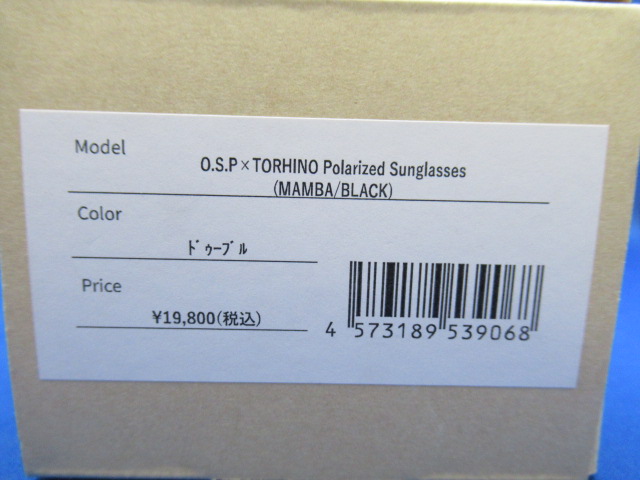 Model
O.S.P×TORHINO Polarized Sunglasses
(MAMBA/BLACK)
Color
ﾄﾞｩｰﾌﾞﾙ
Price
¥19,800(税込)
4 573189 539068